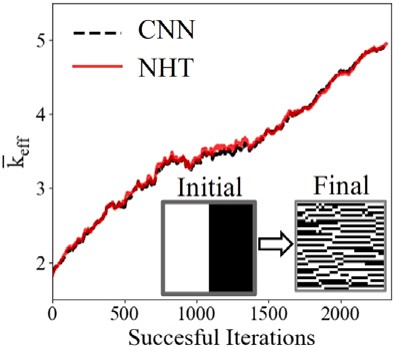 CNN
NHT
5
4
3
2
k̄eff
Initial
Final
0
500
1000
1500
2000
Succesful Iterations